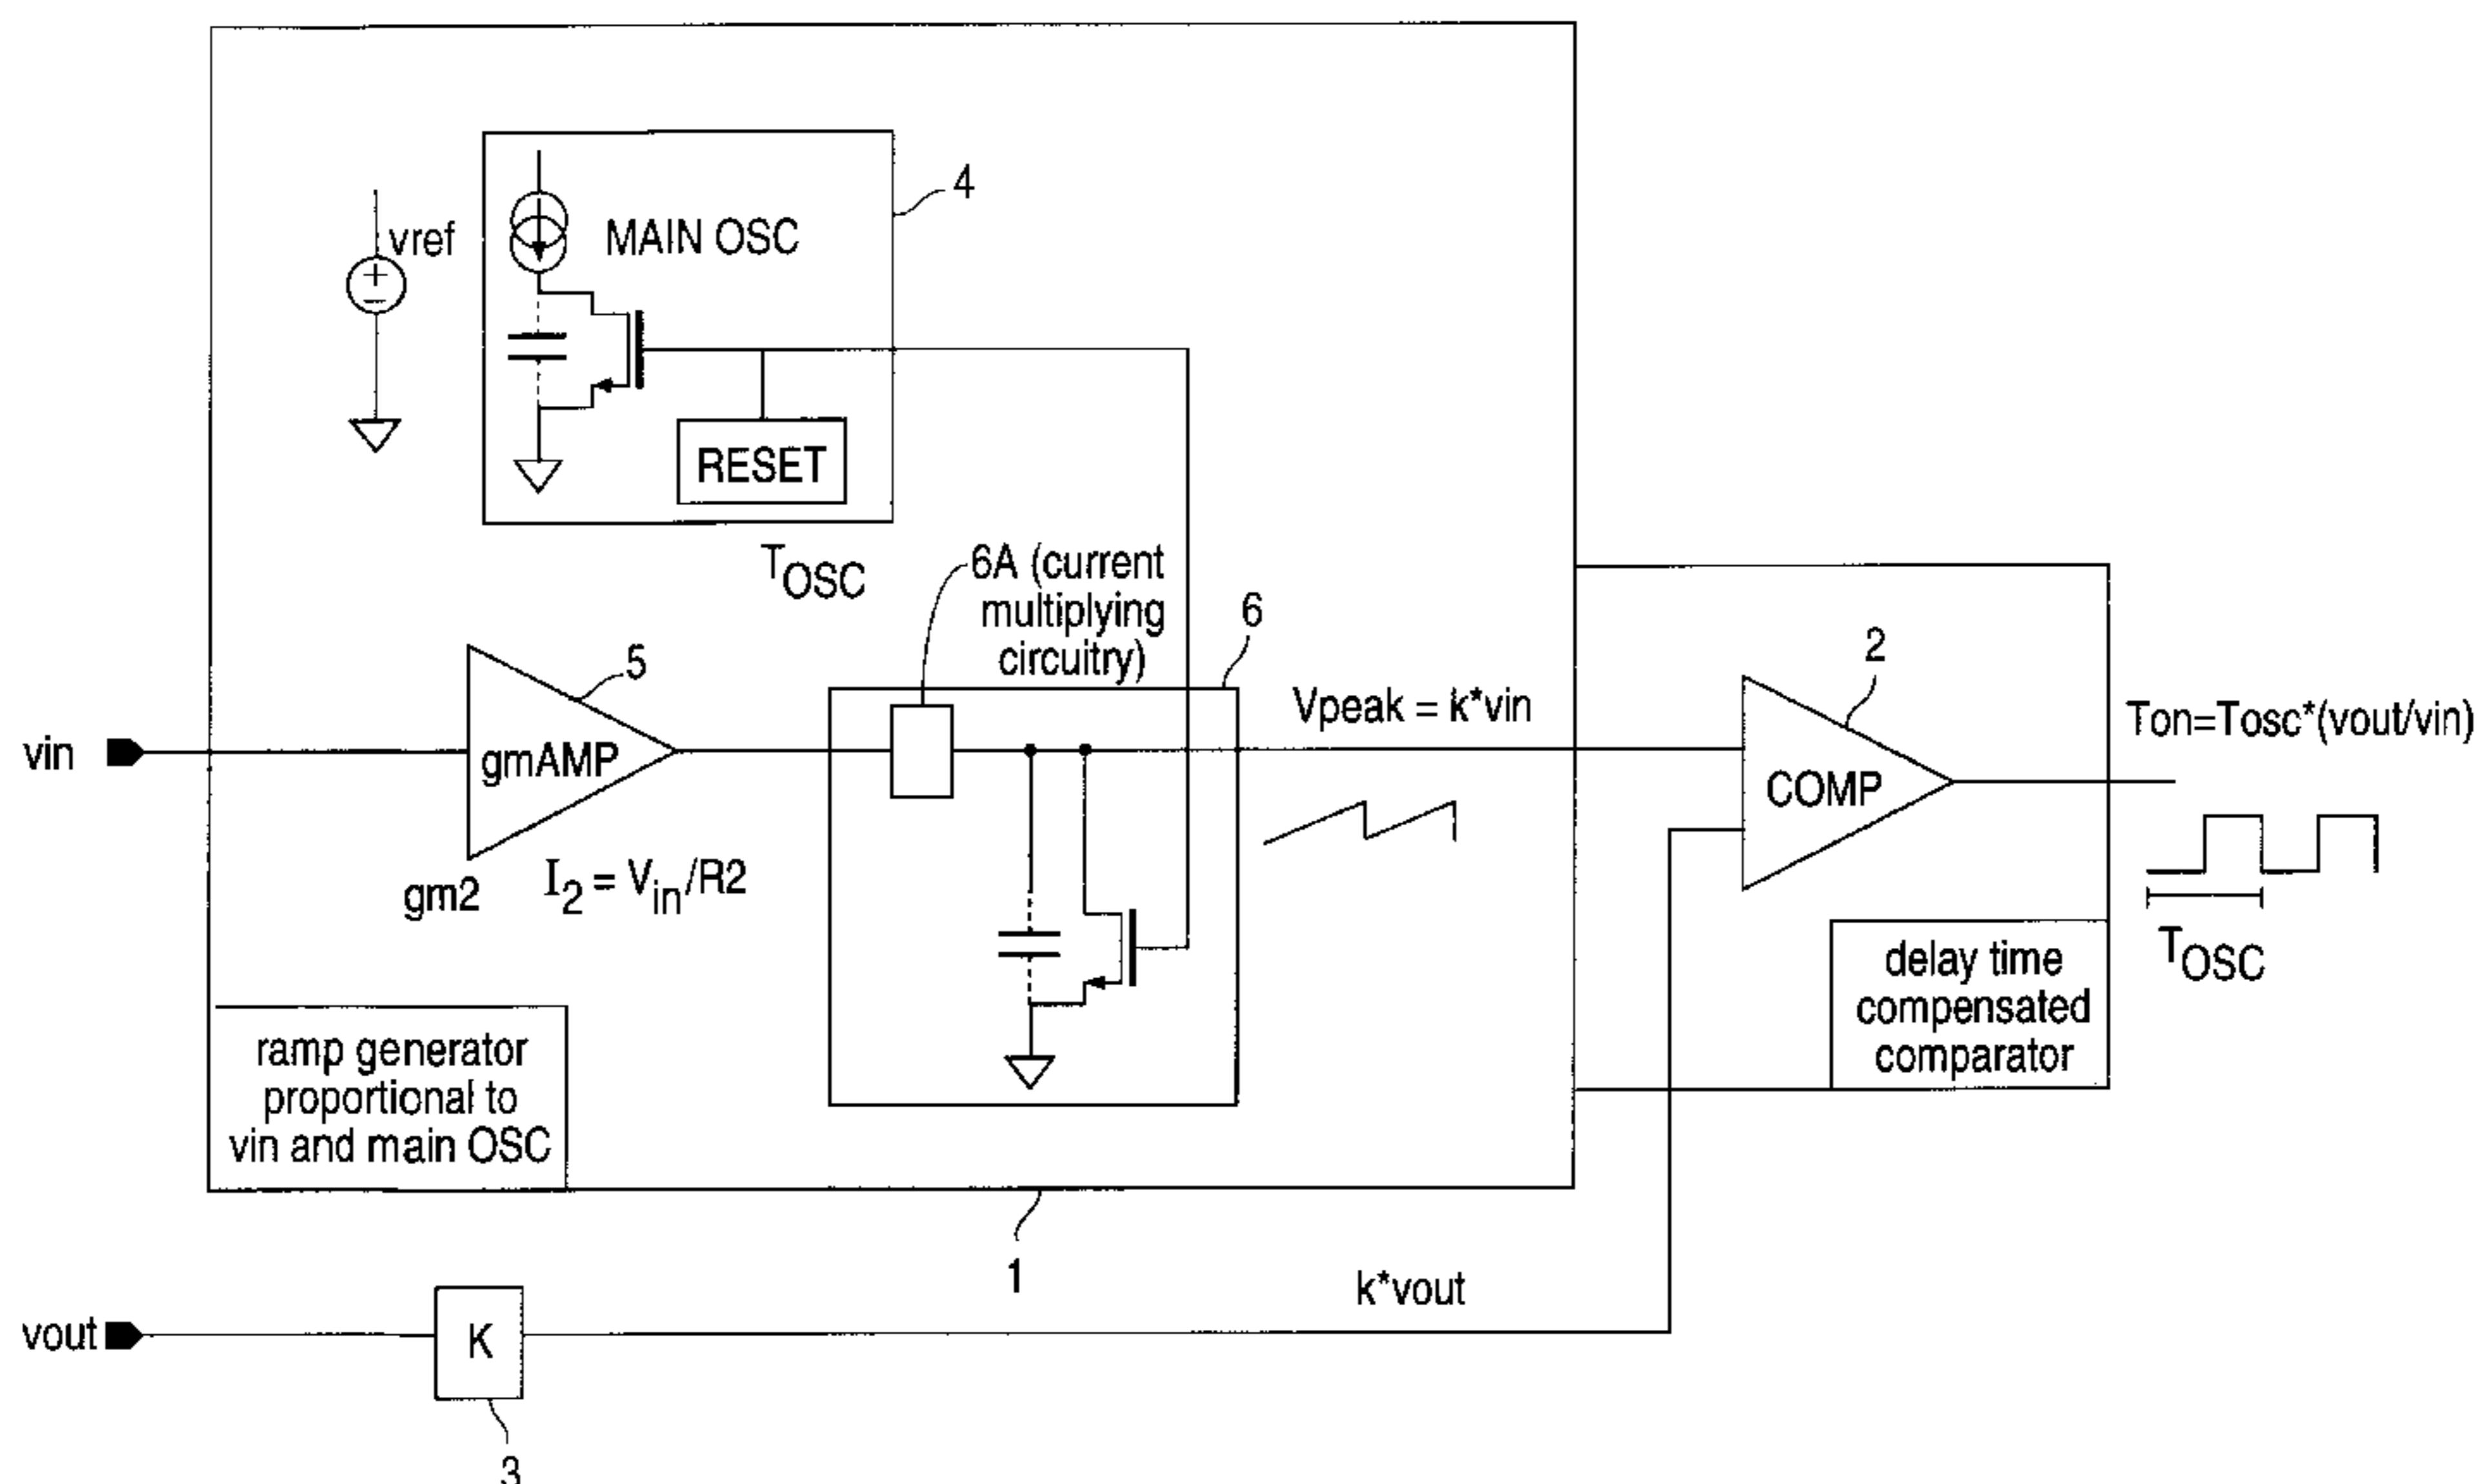 4
vref
MAIN OSC
RESET
TOSC
6A (current
multiplying
circuitry)
6
5
2
vin
gmAMP
gm2
I2 = Vin/R2
Vpeak = k*vin
COMP
Ton=Tosc*(vout/vin)
TOSC
delay time
compensated
comparator
ramp generator
proportional to
vin and main OSC
1
k*vout
vout
K
3